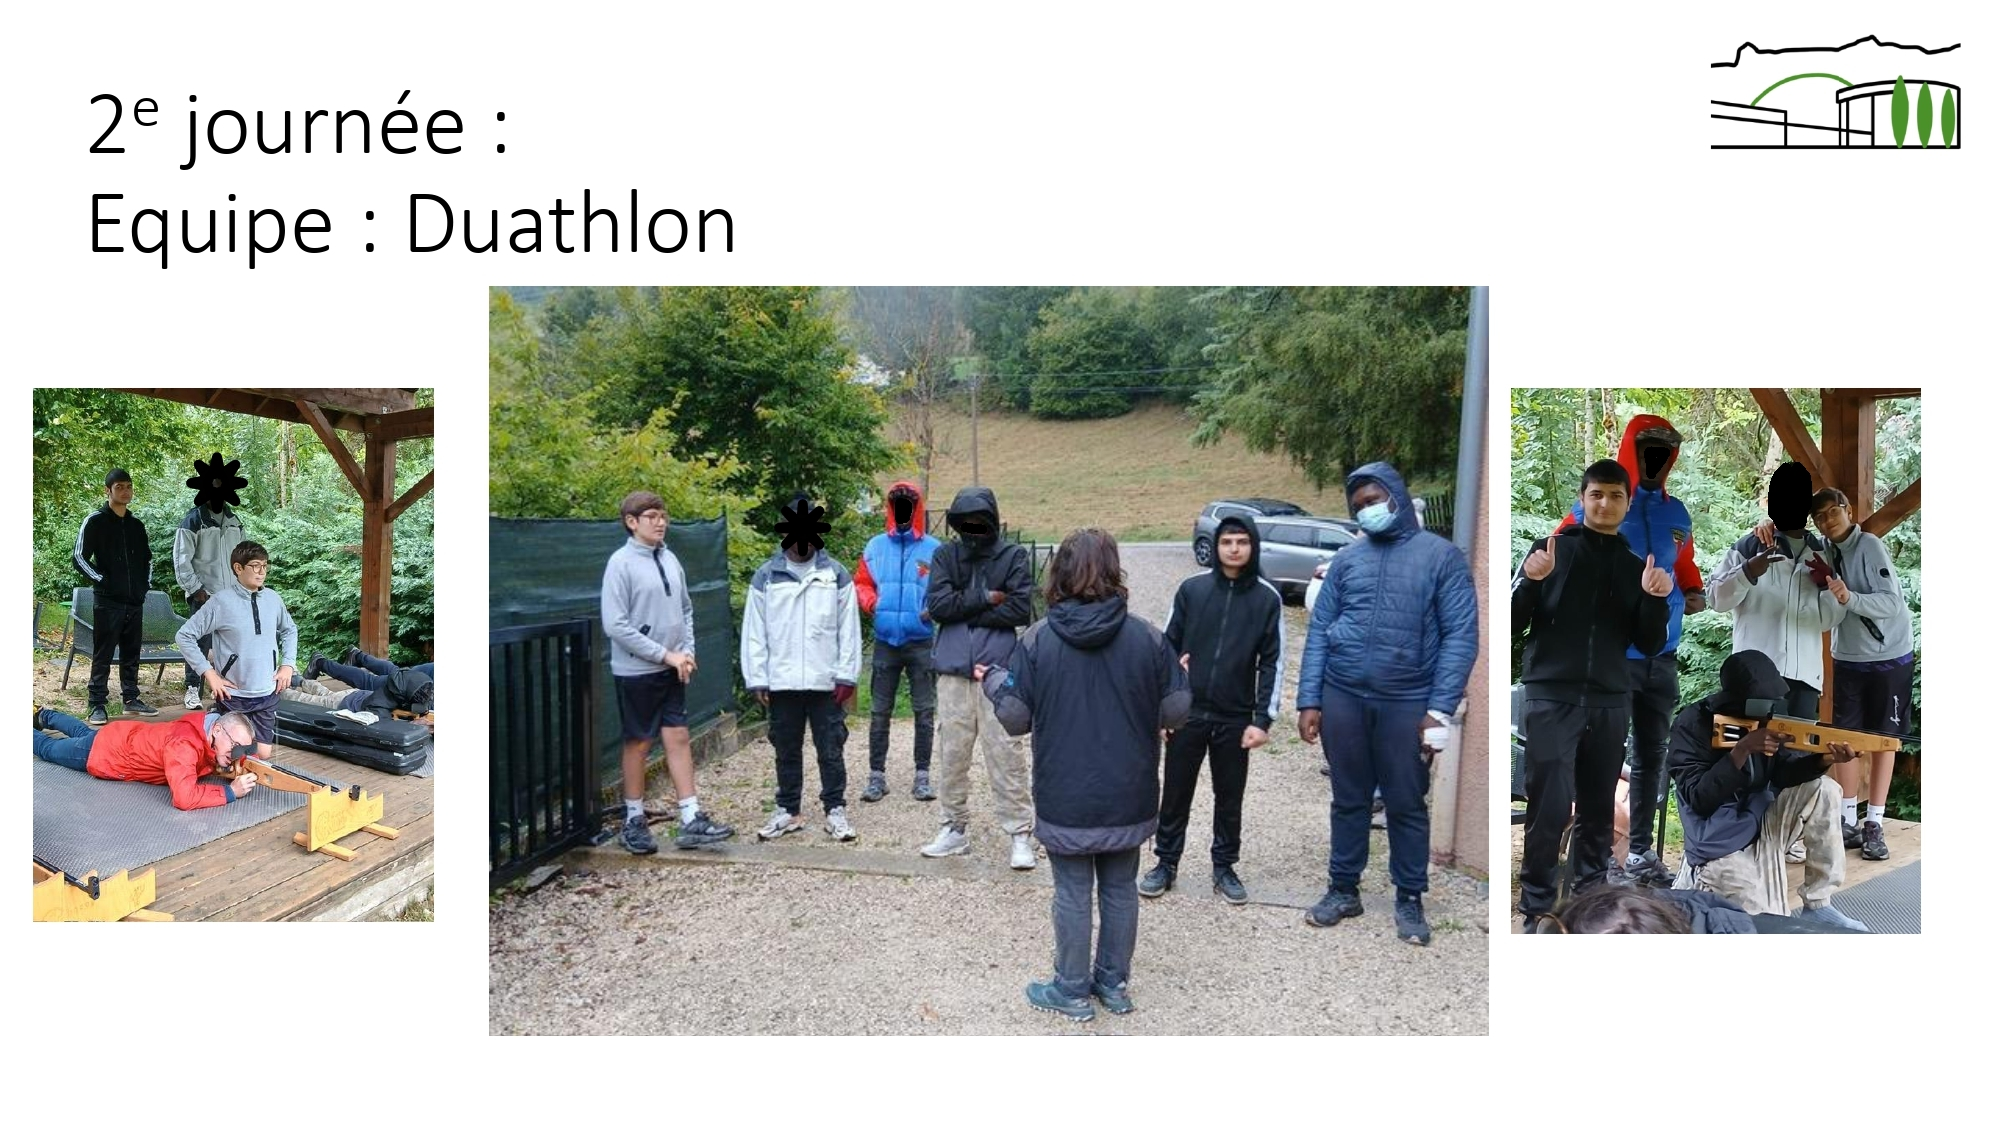 2e journée :
Equipe : Duathlon